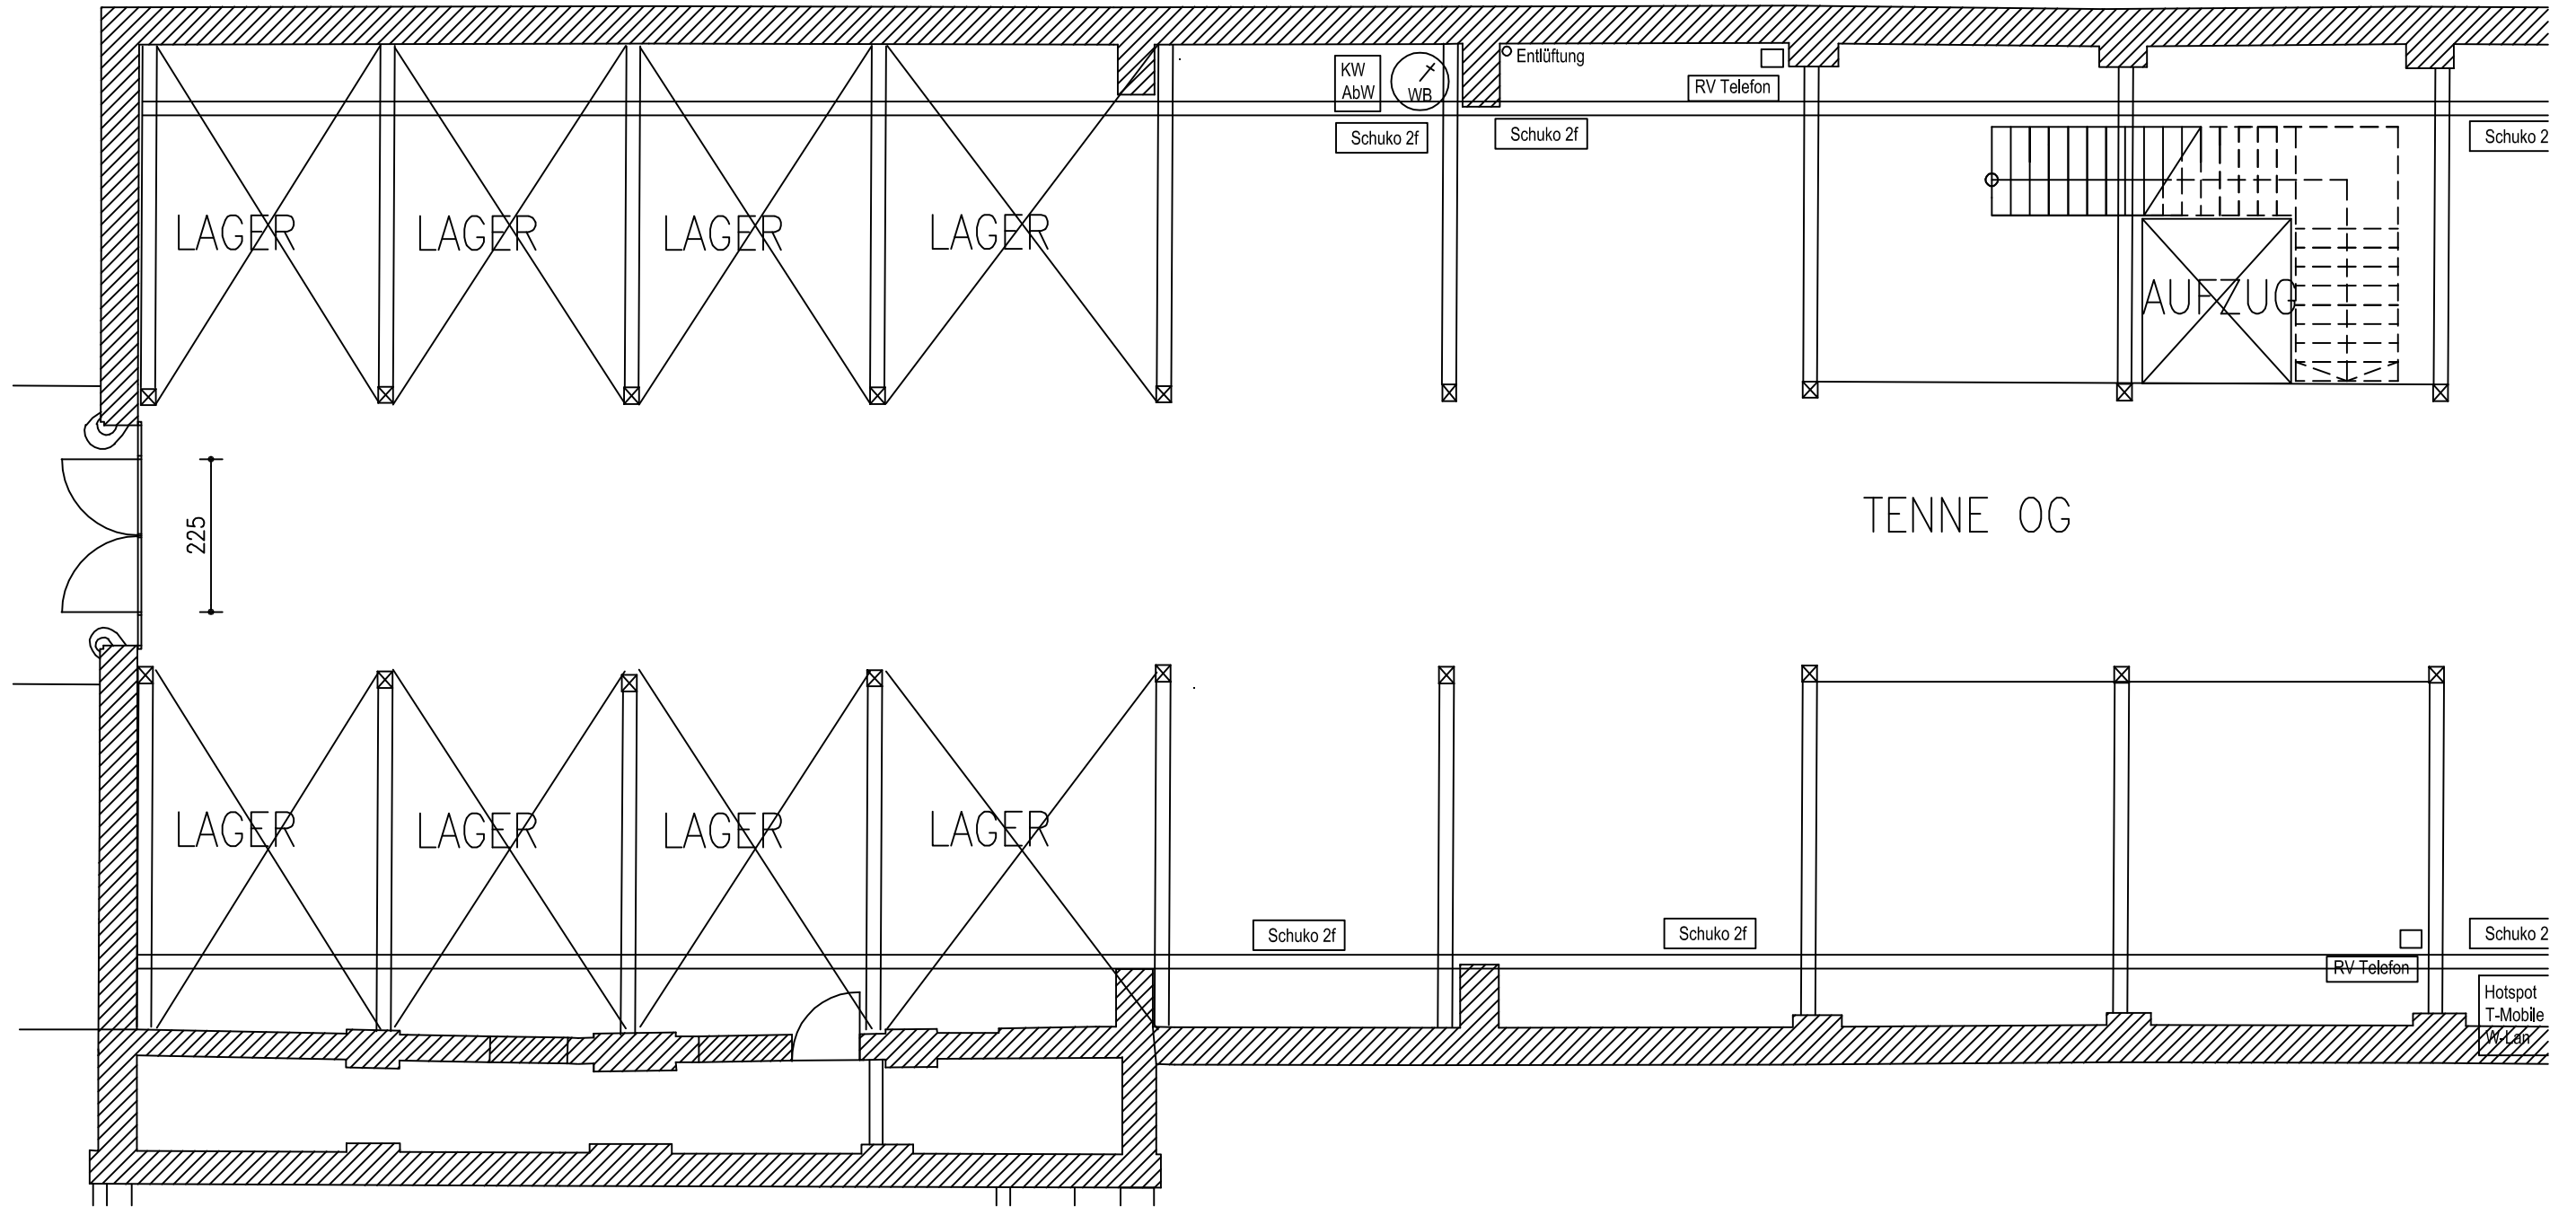 Entlüftung
KW
AbW
WB
RV Telefon
Schuko 2f
Schuko 2f
Schuko 2
LAGER
LAGER
LAGER
LAGER
AUFZUG
225
TENNE OG
LAGER
LAGER
LAGER
LAGER
Schuko 2f
Schuko 2f
Schuko 2
RV Telefon
Hotspot
T-Mobile
W-Lan